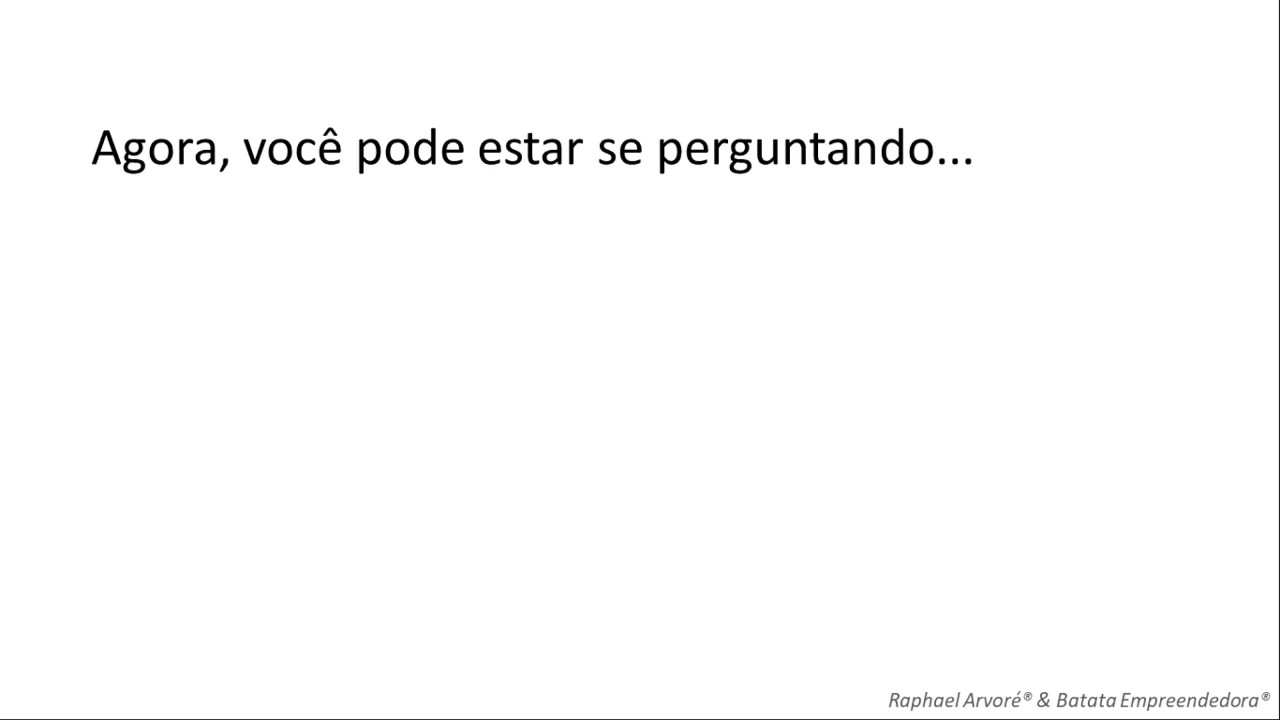 Agora, você pode estar se perguntando...
Raphael Arvoré® & Batata Empreendedora®